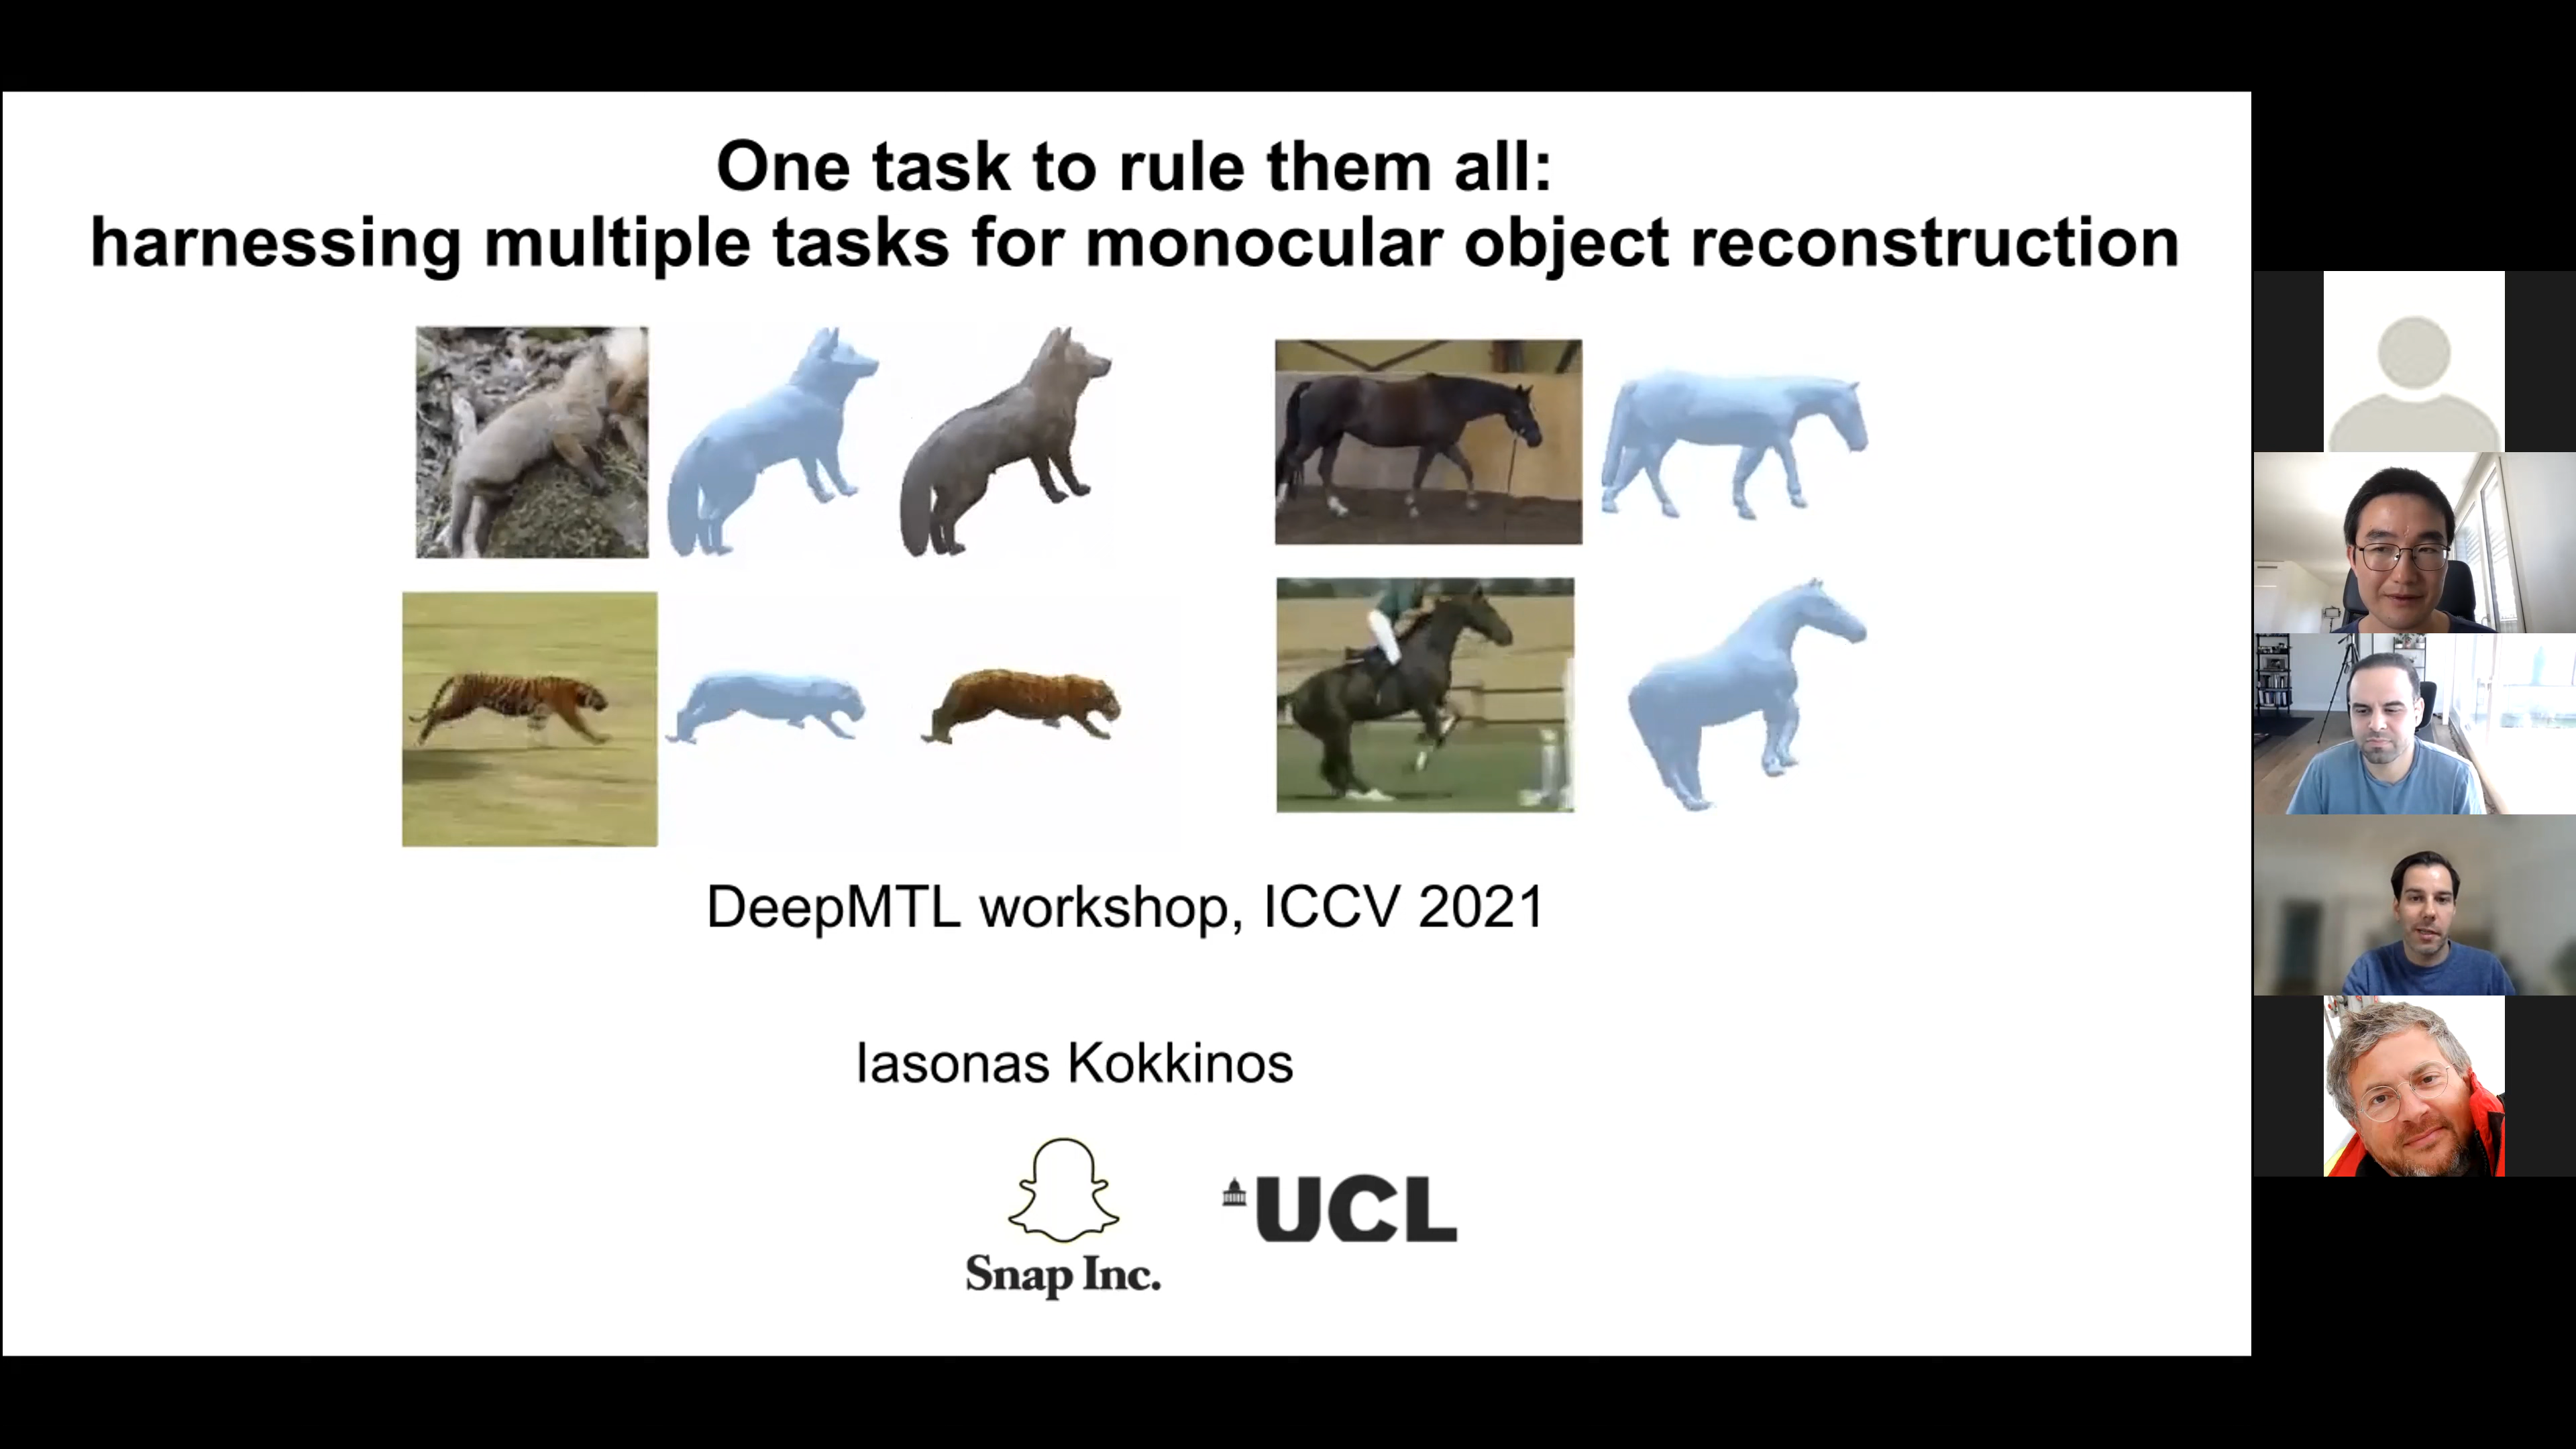 One task to rule them all:
harnessing multiple tasks for monocular object reconstruction
DeepMTL workshop, ICCV 2021
Iasonas Kokkinos
Snap Inc.
UCL